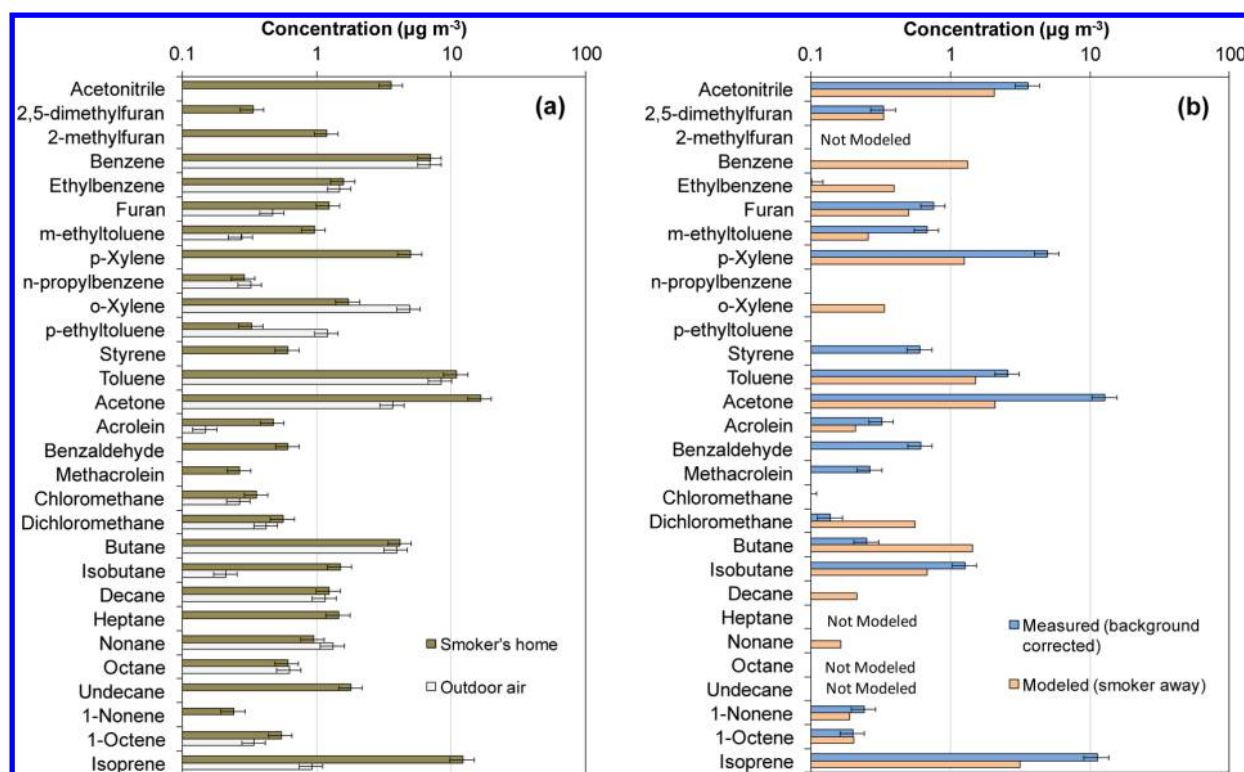 Concentration (µg m-3)
0.1 1 10 100
Acetonitrile
2,5-dimethylfuran
2-methylfuran
Benzene
Ethylbenzene
Furan
m-ethyltoluene
p-Xylene
n-propylbenzene
o-Xylene
p-ethyltoluene
Styrene
Toluene
Acetone
Acrolein
Benzaldehyde
Methacrolein
Chloromethane
Dichloromethane
Butane
Isobutane
Decane
Heptane
Nonane
Octane
Undecane
1-Nonene
1-Octene
Isoprene
(a)
Smoker's home
Outdoor air
Concentration (µg m-3)
0.1 1 10 100
Acetonitrile
2,5-dimethylfuran
2-methylfuran Not Modeled
Benzene
Ethylbenzene
Furan
m-ethyltoluene
p-Xylene
n-propylbenzene
o-Xylene
p-ethyltoluene
Styrene
Toluene
Acetone
Acrolein
Benzaldehyde
Methacrolein
Chloromethane
Dichloromethane
Butane
Isobutane
Decane
Heptane Not Modeled
Nonane
Octane Not Modeled
Undecane Not Modeled
1-Nonene
1-Octene
Isoprene
(b)
Measured (background
corrected)
Modeled (smoker away)